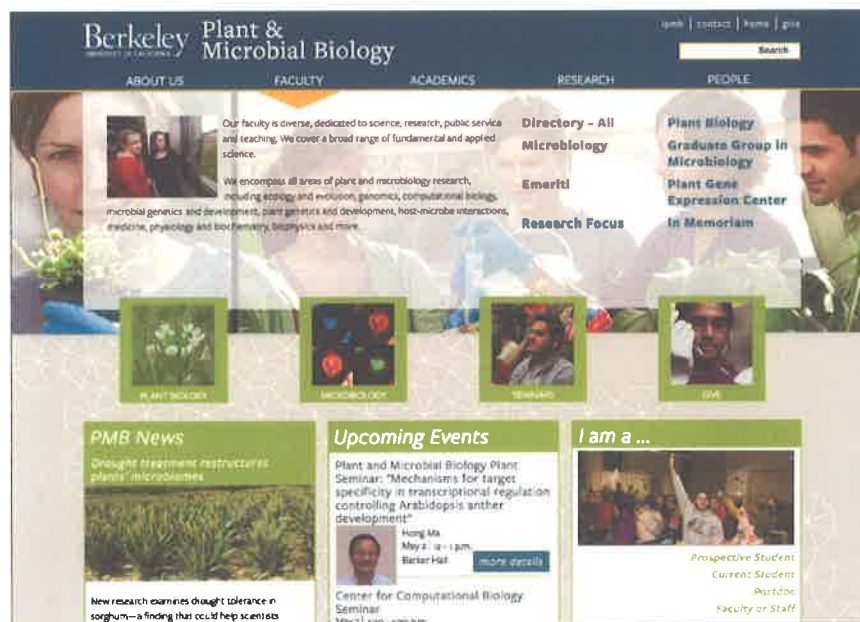 Berkeley
UNIVERSITY OF CALIFORNIA
Plant &
Microbial Biology
contact | home | give
Search
ABOUT US
FACULTY
ACADEMICS
RESEARCH
PEOPLE
Our faculty is diverse, dedicated to science, research, public service
and teaching. We cover a broad range of fundamental and applied
science.
We encompass all areas of plant and microbiology research,
including ecology and evolution, genomics, computational biology,
microbial genetics and development, plant genetics and development, host-microbe interactions,
medicine, physiology and biochemistry, biophysics and more.
Directory – All
Microbiology
Emeriti
Research Focus
Plant Biology
Graduate Group in
Microbiology
Plant Gene
Expression Center
In Memoriam
PLANT BIOLOGY
MICROBIOLOGY
SEMINARS
GIVE
PMB News
Drought treatment restructures
plants' microbiomes
New research examines drought tolerance in
sorghum—a finding that could help scientists
Upcoming Events
Plant and Microbial Biology Plant
Seminar: "Mechanisms for target
specificity in transcriptional regulation
controlling Arabidopsis anther
development"
Hong Ma
May 2 | 12 - 1 p.m.
Barker Hall
more details
Center for Computational Biology
Seminar
I am a ...
Prospective Student
Current Student
Postdoc
Faculty or Staff